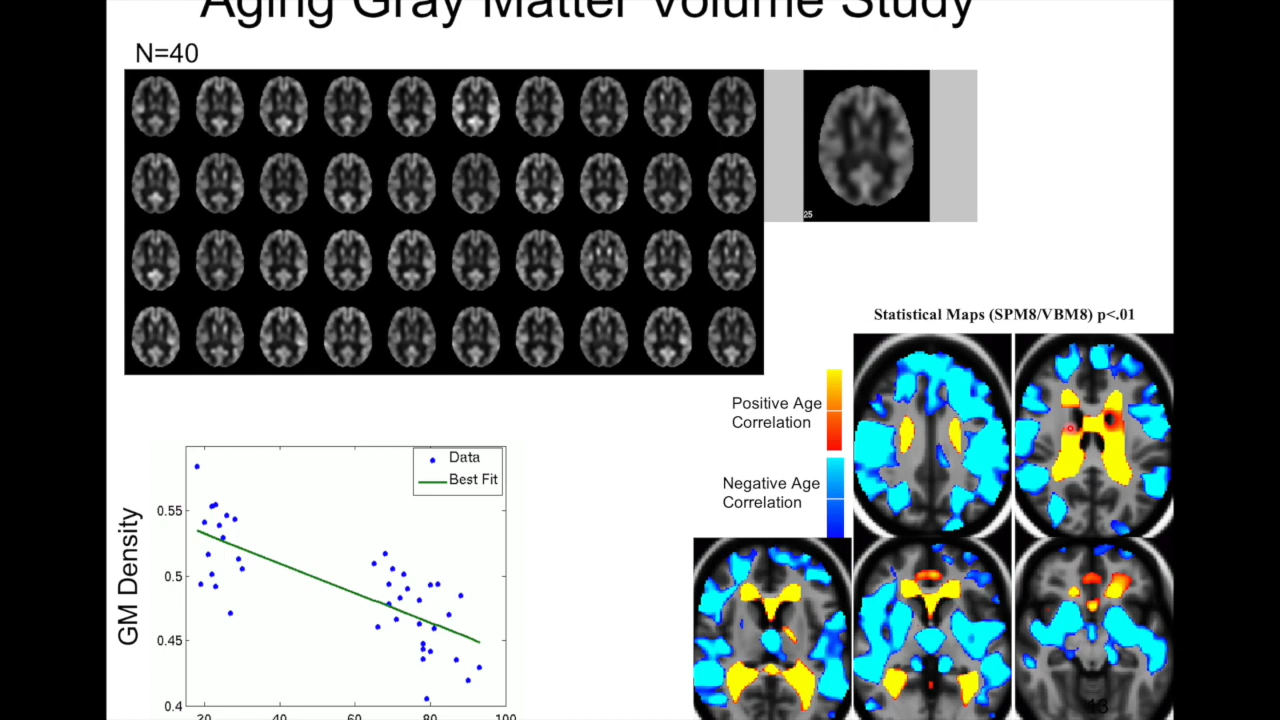 Aging Gray Matter Volume Study
N=40
25
Statistical Maps (SPM8/VBM8) p<.01
Positive Age
Correlation
Negative Age
Correlation
Data
Best Fit
GM Density
0.55
0.5
0.45
0.4
20
40
60
80
100
43